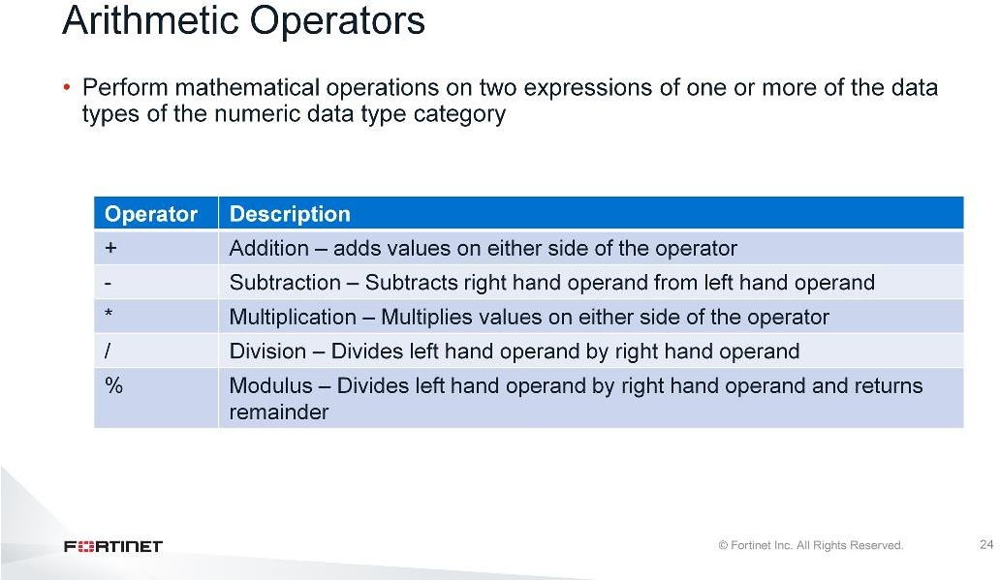 Arithmetic Operators
• Perform mathematical operations on two expressions of one or more of the data
types of the numeric data type category
Operator Description
+ Addition – adds values on either side of the operator
- Subtraction – Subtracts right hand operand from left hand operand
* Multiplication – Multiplies values on either side of the operator
/ Division – Divides left hand operand by right hand operand
% Modulus – Divides left hand operand by right hand operand and returns
remainder
FORTINET © Fortinet Inc. All Rights Reserved. 24